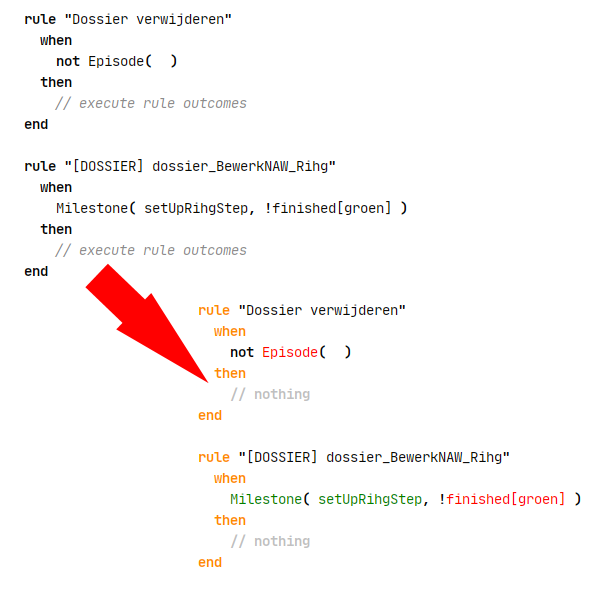 rule "Dossier verwijderen"
when
not Episode(  )
then
// execute rule outcomes
end
rule "[DOSSIER] dossier_BewerkNAW_Rihg"
when
Milestone( setUpRihgStep, !finished[groen] )
then
// execute rule outcomes
end
rule "Dossier verwijderen"
when
not Episode(  )
then
// nothing
end
rule "[DOSSIER] dossier_BewerkNAW_Rihg"
when
Milestone( setUpRihgStep, !finished[groen] )
then
// nothing
end